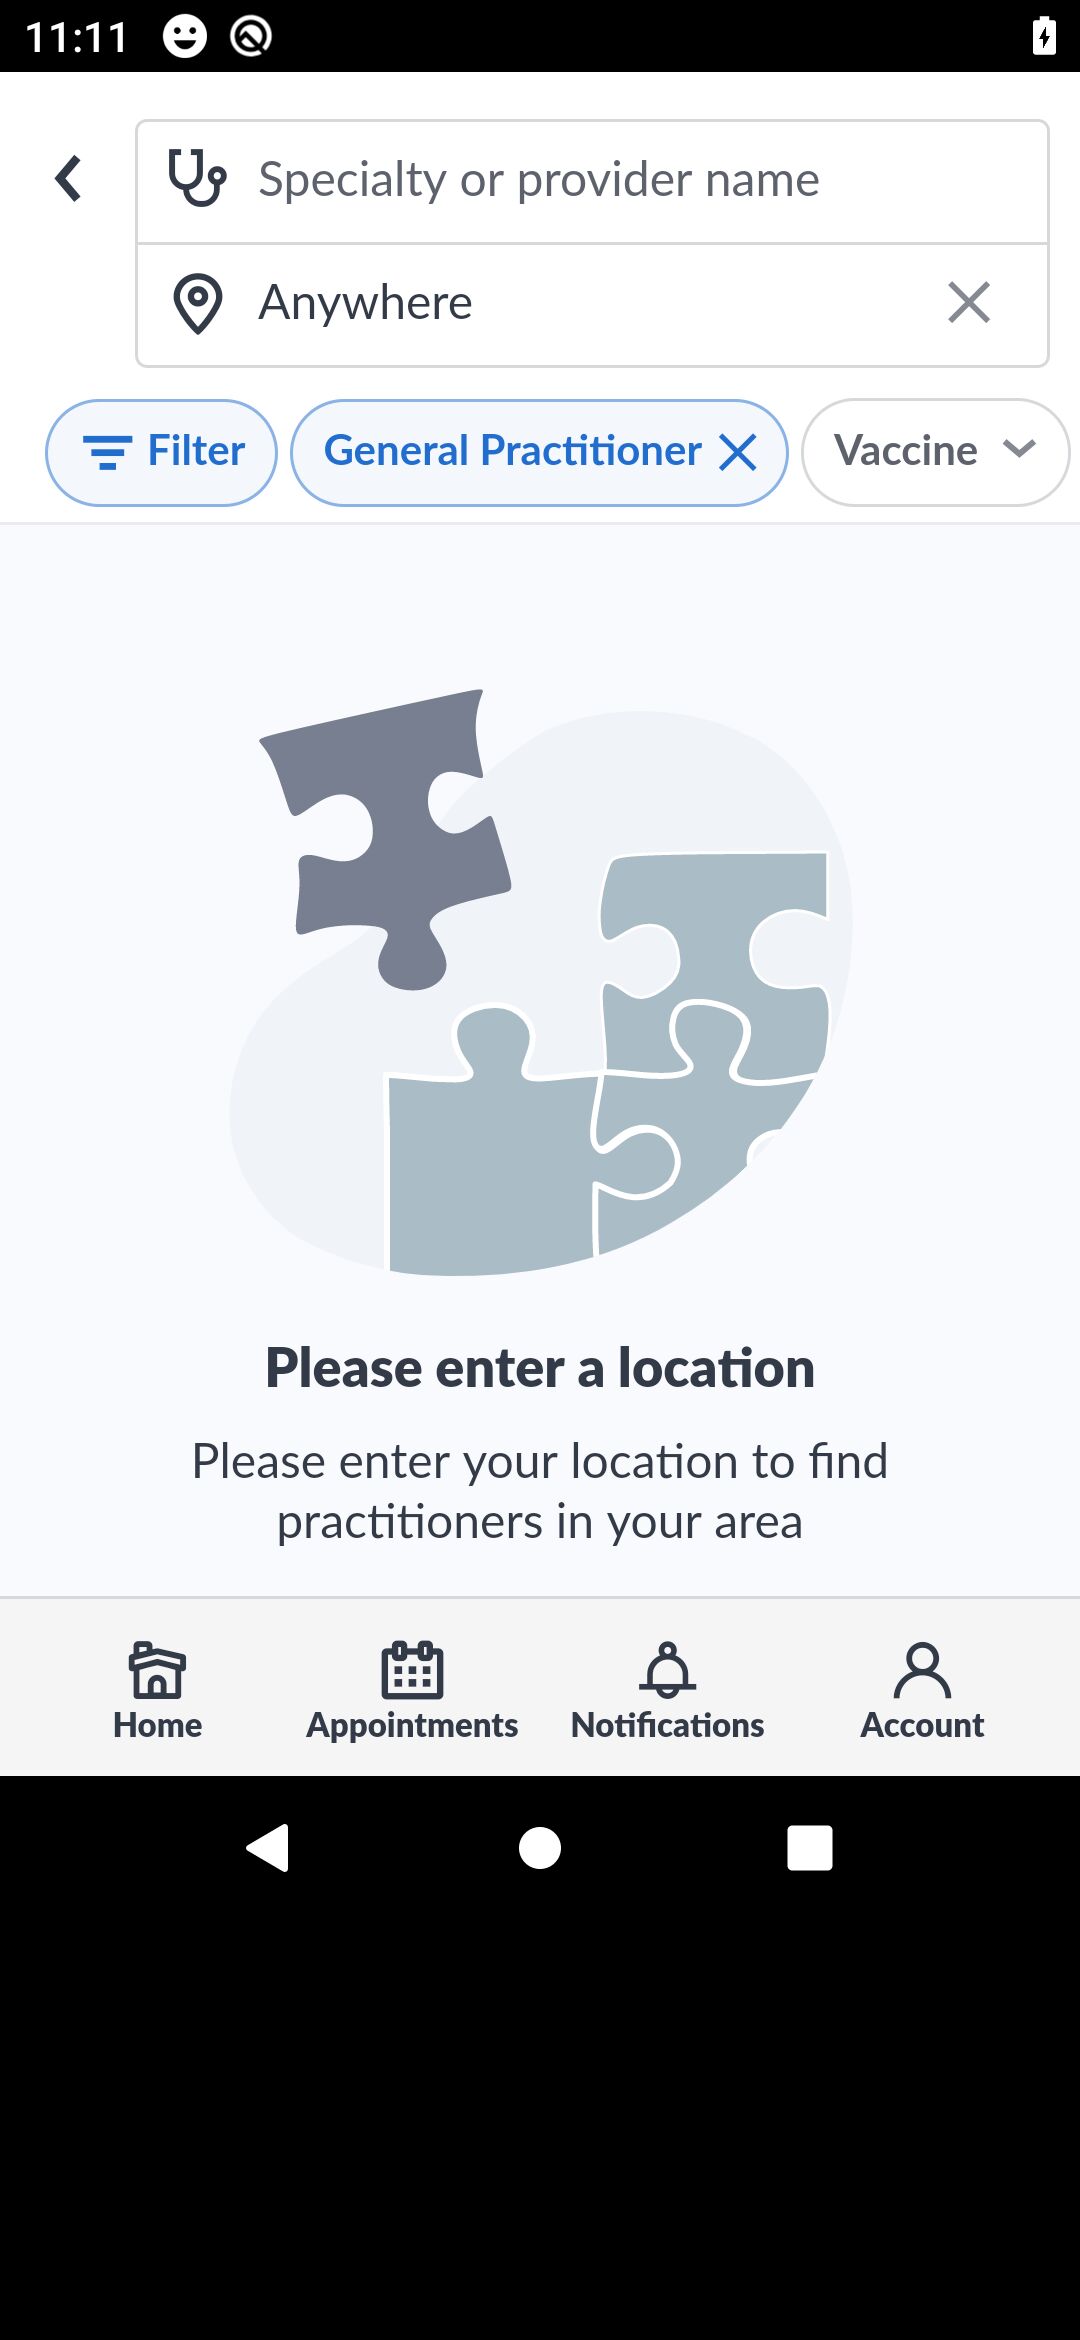 11:11
Specialty or provider name
Anywhere
Filter
General Practitioner
Vaccine
Please enter a location
Please enter your location to find
practitioners in your area
Home
Appointments
Notifications
Account